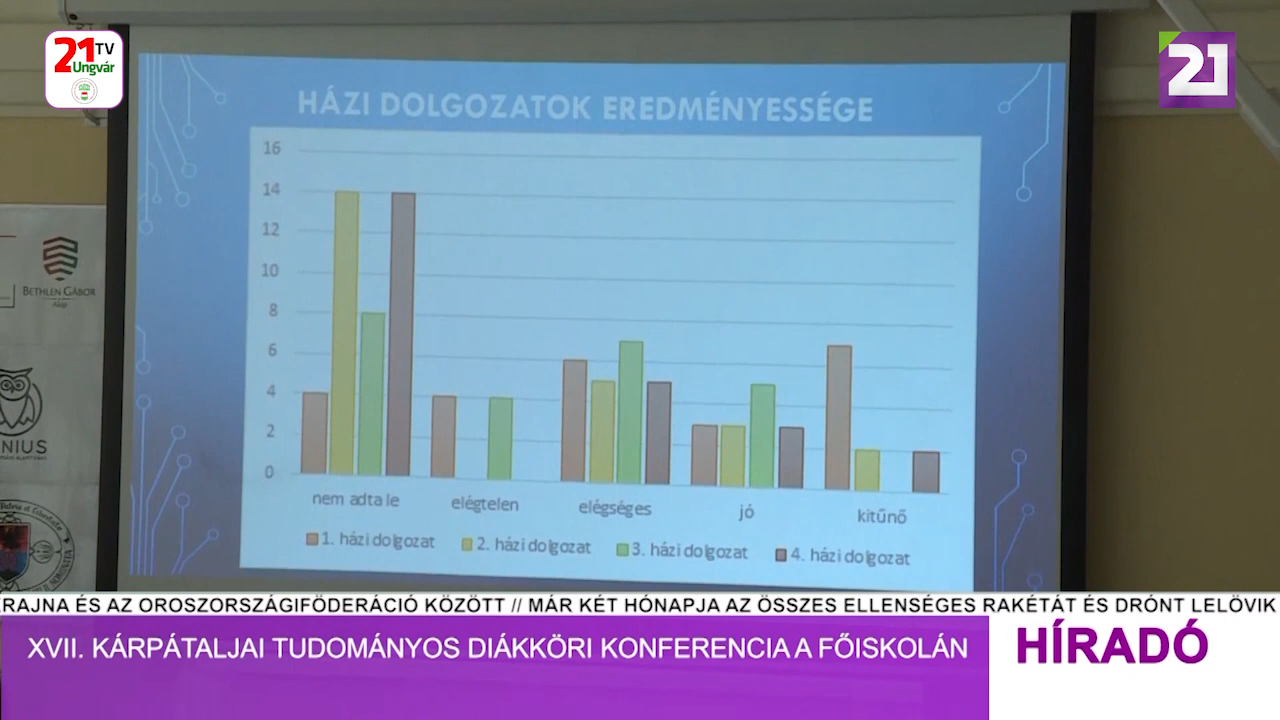 21 TV
Ungvár
21
HÁZI DOLGOZATOK EREDMÉNYESSÉGE
16
14
12
10
8
6
4
2
0
nem adta le
elégtelen
elégséges
jó
kitűnő
1. házi dolgozat
2. házi dolgozat
3. házi dolgozat
4. házi dolgozat
BETHLEN GÁBOR
Alap
RAJNA ÉS AZ OROSZORSZÁGIFÖDERÁCIÓ KÖZÖTT // MÁR KÉT HÓNAPJA AZ ÖSSZES ELLENSÉGES RAKÉTÁT ÉS DRÓNT LELÖVIK
XVII. KÁRPÁTALJAI TUDOMÁNYOS DIÁKKÖRI KONFERENCIA A FŐISKOLÁN
HÍRADÓ